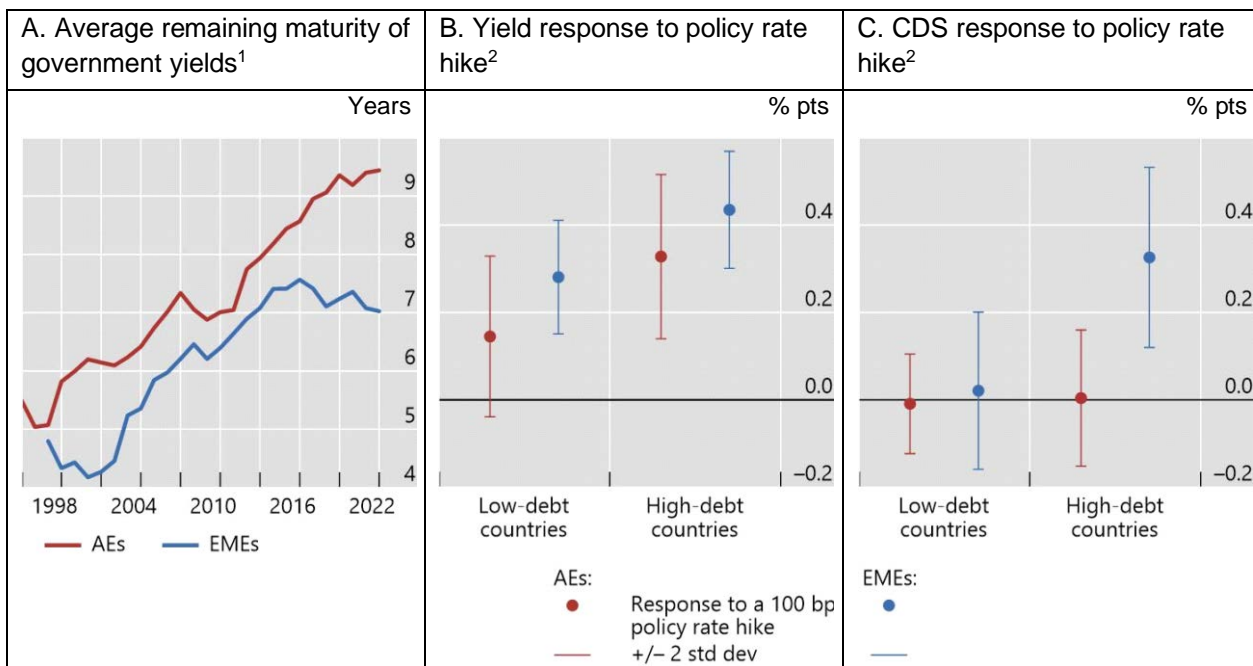 A. Average remaining maturity of
government yields¹
B. Yield response to policy rate
hike²
C. CDS response to policy rate
hike²
Years
9
8
7
6
5
4
1998 2004 2010 2016 2022
AEs EMEs
% pts
0.4
0.2
0.0
–0.2
Low-debt
countries
High-debt
countries
AEs:
Response to a 100 bp
policy rate hike
+/– 2 std dev
% pts
0.4
0.2
0.0
–0.2
Low-debt
countries
High-debt
countries
EMEs: